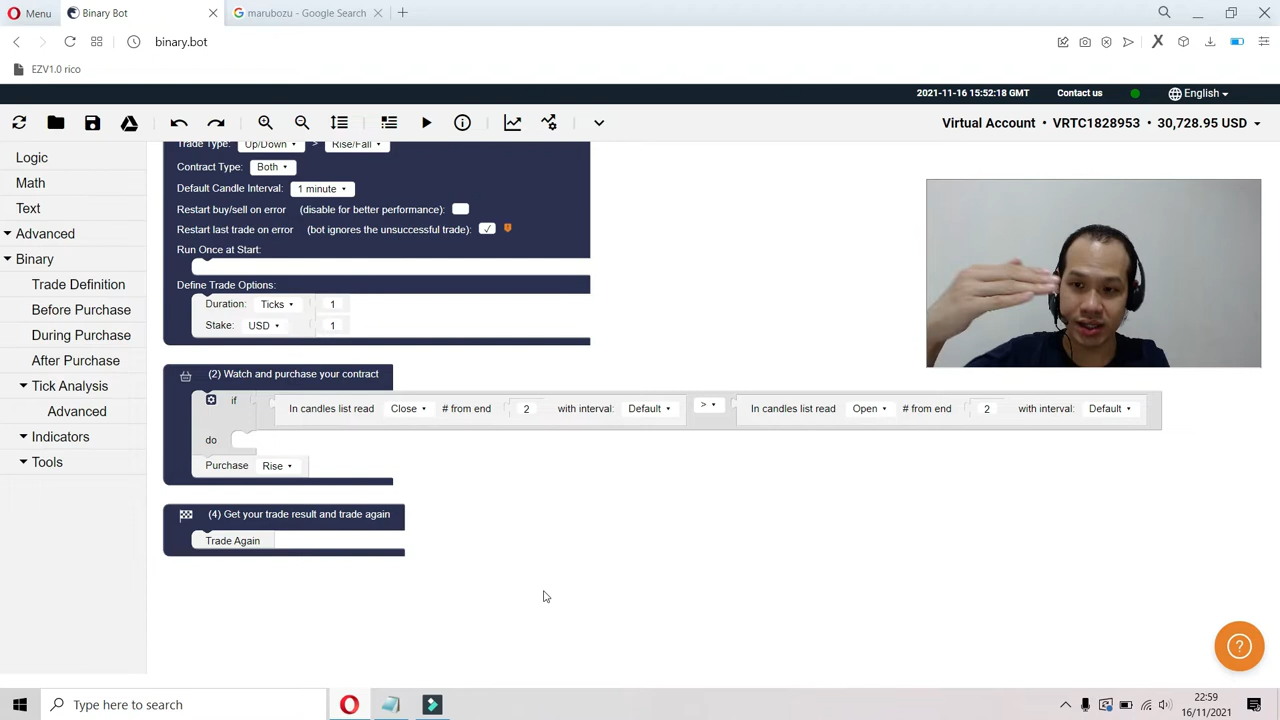 Menu
Binary Bot
marubozu - Google Search
binary.bot
EZV1.0 rico
2021-11-16 15:52:18 GMT
Contact us
English
Virtual Account • VRTC1828953 • 30,728.95 USD
Logic
Math
Text
Advanced
Binary
Trade Definition
Before Purchase
During Purchase
After Purchase
Tick Analysis
Advanced
Indicators
Tools
Trade Type: Up/Down > Rise/Fall
Contract Type: Both
Default Candle Interval: 1 minute
Restart buy/sell on error (disable for better performance):
Restart last trade on error (bot ignores the unsuccessful trade): ✓
Run Once at Start:
Define Trade Options:
Duration: Ticks 1
Stake: USD 1
(2) Watch and purchase your contract
if In candles list read Close # from end 2 with interval: Default > In candles list read Open # from end 2 with interval: Default
do
Purchase Rise
(4) Get your trade result and trade again
Trade Again
?
Type here to search
22:59
16/11/2021